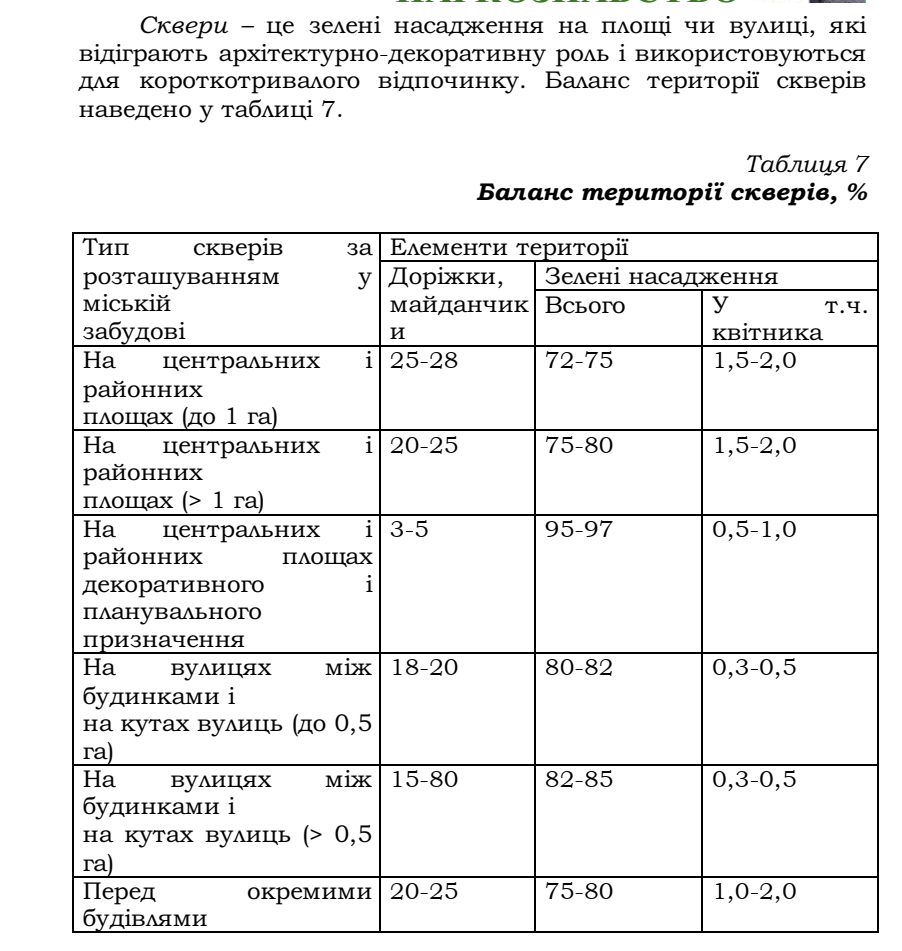 Сквери – це зелені насадження на площі чи вулиці, які
відіграють архітектурно-декоративну роль і використовуються
для короткотривалого відпочинку. Баланс території скверів
наведено у таблиці 7.
Таблиця 7
Баланс території скверів, %
Тип скверів за
розташуванням у
міській
забудові
Елементи території
Доріжки,
майданчик
и
Зелені насадження
Всього
У т.ч.
квітника
На центральних і
районних
площах (до 1 га)
25-28
72-75
1,5-2,0
На центральних і
районних
площах (> 1 га)
20-25
75-80
1,5-2,0
На центральних і
районних площах
декоративного і
планувального
призначення
3-5
95-97
0,5-1,0
На вулицях між
будинками і
на кутах вулиць (до 0,5
га)
18-20
80-82
0,3-0,5
На вулицях між
будинками і
на кутах вулиць (> 0,5
га)
15-80
82-85
0,3-0,5
Перед окремими
будівлями
20-25
75-80
1,0-2,0